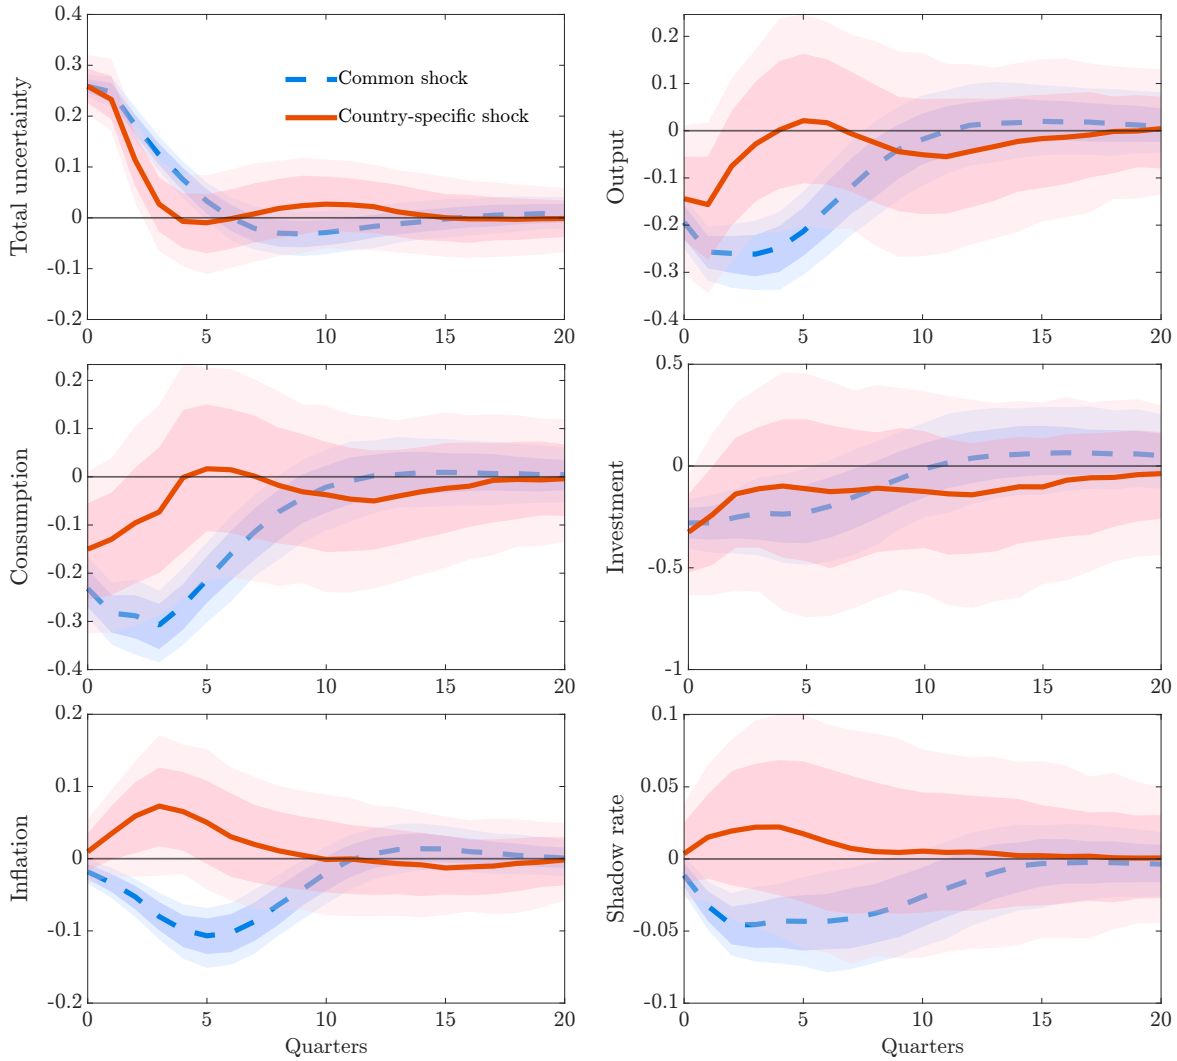 Total uncertainty
0.4
0.3
0.2
0.1
0
-0.1
-0.2
0 5 10 15 20
Common shock
Country-specific shock
Output
0.2
0.1
0
-0.1
-0.2
-0.3
-0.4
0 5 10 15 20
Consumption
0.2
0.1
0
-0.1
-0.2
-0.3
-0.4
0 5 10 15 20
Investment
0.5
0
-0.5
-1
0 5 10 15 20
Inflation
0.2
0.1
0
-0.1
-0.2
0 5 10 15 20
Quarters
Shadow rate
0.1
0.05
0
-0.05
-0.1
0 5 10 15 20
Quarters